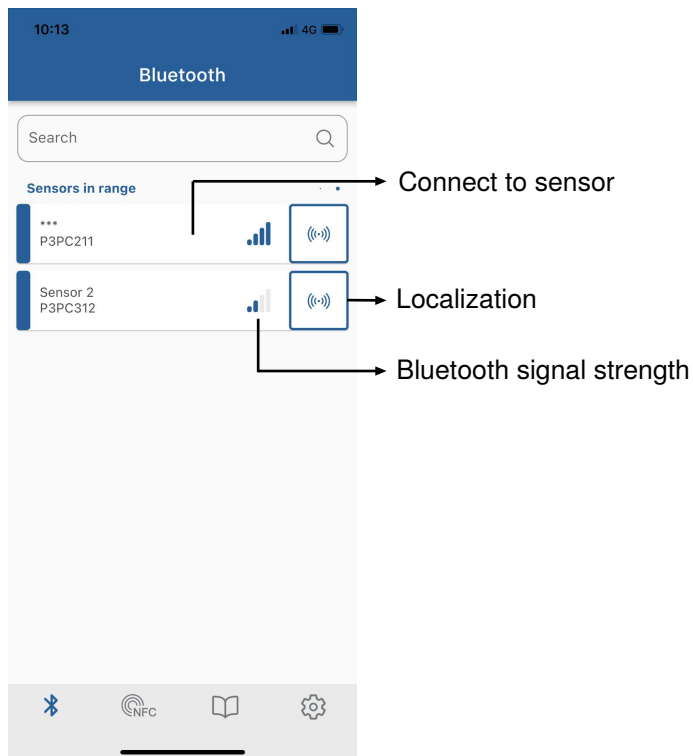 10:13
4G
Bluetooth
Search
Sensors in range
Connect to sensor
***
P3PC211
Sensor 2
P3PC312
Localization
Bluetooth signal strength
NFC